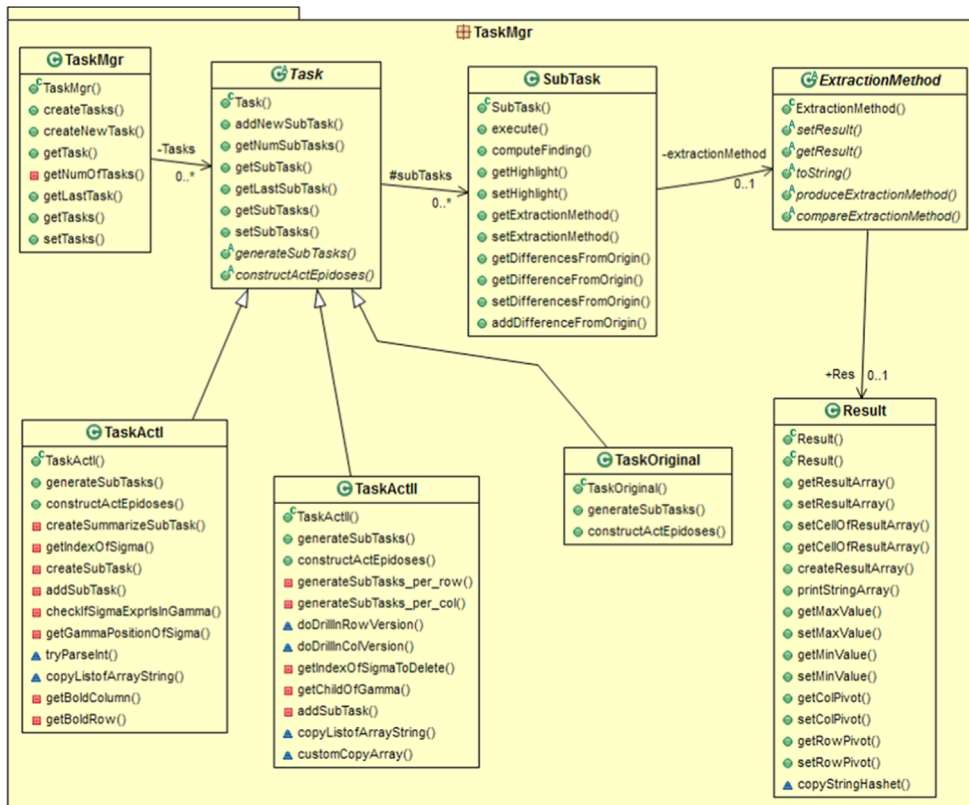 TaskMgr
TaskMgr
TaskMgr()
createTasks()
createNewTask()
getTask()
getNumOfTasks()
getLastTask()
getTasks()
setTasks()
-Tasks
0..*
Task
Task()
addNewSubTask()
getNumSubTasks()
getSubTask()
getLastSubTask()
getSubTasks()
setSubTasks()
generateSubTasks()
constructActEpidoses()
#subTasks
0..*
SubTask
SubTask()
execute()
computeFinding()
getHighlight()
setHighlight()
getExtractionMethod()
setExtractionMethod()
getDifferencesFromOrigin()
getDifferenceFromOrigin()
setDifferencesFromOrigin()
addDifferenceFromOrigin()
-extractionMethod
0..1
ExtractionMethod
ExtractionMethod()
setResult()
getResult()
toString()
produceExtractionMethod()
compareExtractionMethod()
+Res
0..1
TaskActI
TaskActI()
generateSubTasks()
constructActEpidoses()
createSummarizeSubTask()
getIndexOfSigma()
createSubTask()
addSubTask()
checkIfSigmaExprIsInGamma()
getGammaPositionOfSigma()
tryParseInt()
copyListofArrayString()
getBoldColumn()
getBoldRow()
TaskActII
TaskActII()
generateSubTasks()
constructActEpidoses()
generateSubTasks_per_row()
generateSubTasks_per_col()
doDrillInRowVersion()
doDrillInColVersion()
getIndexOfSigmaToDelete()
getChildOfGamma()
addSubTask()
copyListofArrayString()
customCopyArray()
TaskOriginal
TaskOriginal()
generateSubTasks()
constructActEpidoses()
Result
Result()
Result()
getResultArray()
setResultArray()
setCellOfResultArray()
getCellOfResultArray()
createResultArray()
printStringArray()
getMaxValue()
setMaxValue()
getMinValue()
setMinValue()
getColPivot()
setColPivot()
getRowPivot()
setRowPivot()
copyStringHashet()